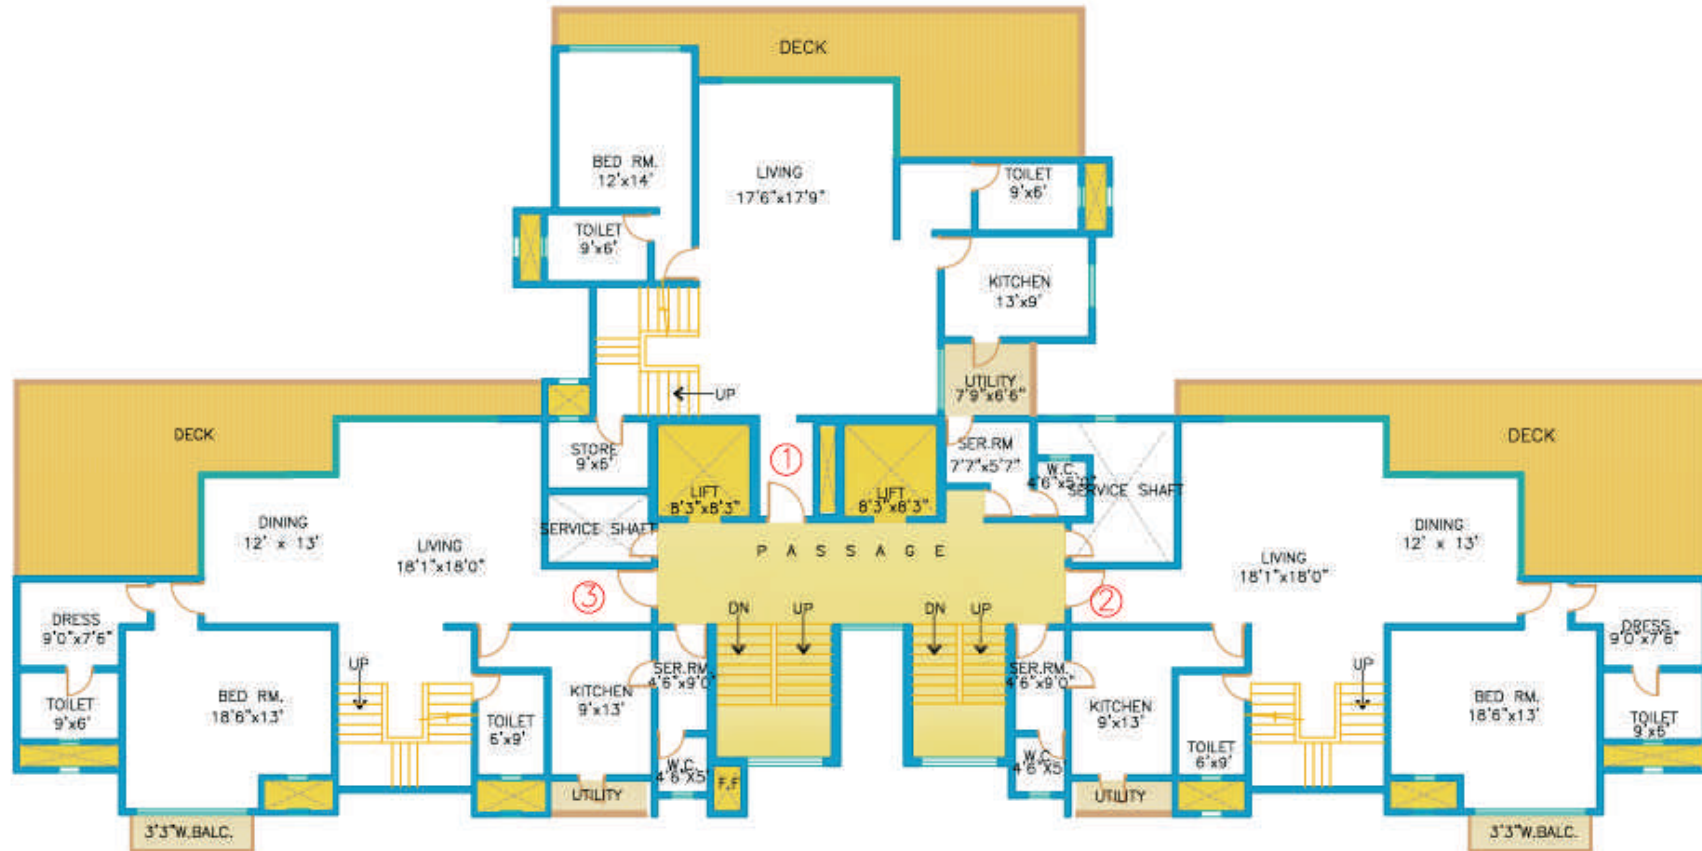 DECK
BED RM.
12'x14'
LIVING
17'6"x17'9"
TOILET
9'x6'
TOILET
9'x6'
KITCHEN
13'x9'
UTILITY
7'9"x6'6"
UP
DECK
DECK
STORE
9'x6'
1
SER.RM
7'7"x5'7"
W.C.
4'6"x5'0"
LIFT
8'3"x8'3"
LIFT
8'3"x8'3"
SERVICE SHAFT
SERVICE SHAFT
DINING
12' x 13'
LIVING
18'1"x18'0"
PASSAGE
LIVING
18'1"x18'0"
DINING
12' x 13'
3
2
DN
UP
DN
UP
DRESS
9'0"x7'6"
DRESS
9'0"x7'6"
UP
UP
SER.RM.
4'6"x9'0"
SER.RM.
4'6"x9'0"
BED RM.
18'6"x13'
KITCHEN
9'x13'
KITCHEN
9'x13'
BED RM.
18'6"x13'
TOILET
9'x6'
TOILET
6'x9'
TOILET
6'x9'
TOILET
9'x6'
W.C.
4'6"x5'
F.F
W.C.
4'6"x5'
UTILITY
UTILITY
3'3"W.BALC.
3'3"W.BALC.